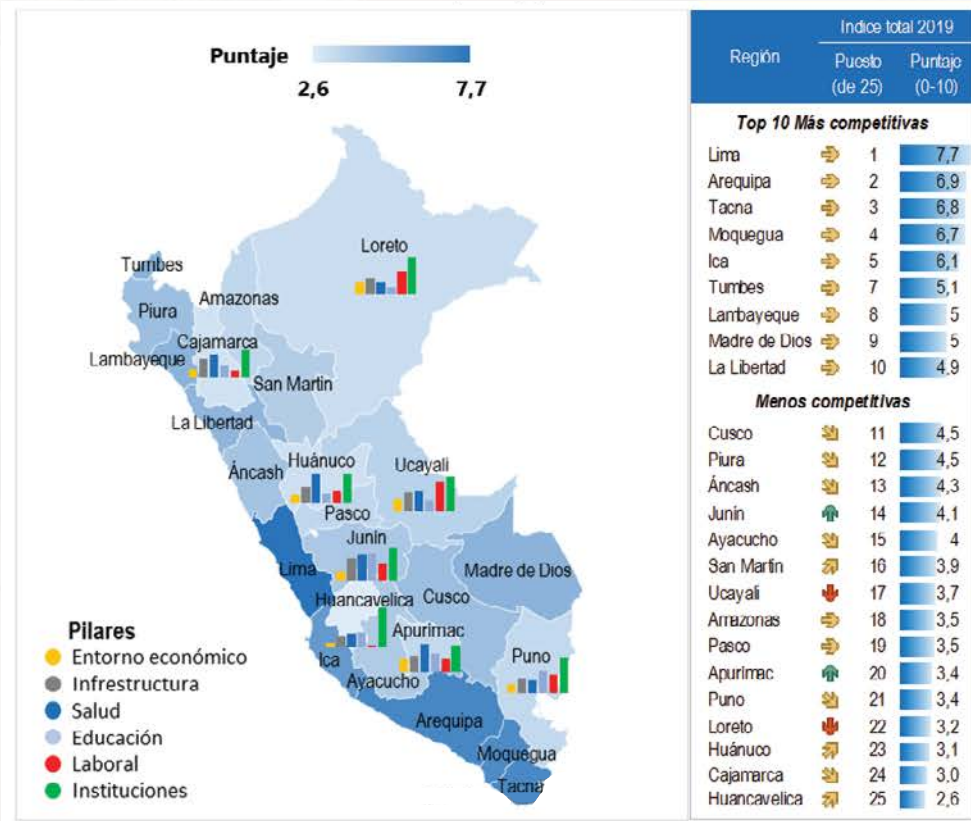 Puntaje
2,6 7,7
Loreto
Tumbes
Amazonas
Piura
Cajamarca
Lambayeque
San Martin
La Libertad
Huánuco
Ucayali
Áncash
Pasco
Junín
Lima
Madre de Dios
Huancavelica
Cusco
Apurimac
Puno
Ica
Ayacucho
Arequipa
Moquegua
Tacna
Pilares
Entorno económico
Infrestructura
Salud
Educación
Laboral
Instituciones
Indice total 2019
Región
Puesto Puntaje
(de 25) (0-10)
Top 10 Más competitivas
Lima 1 7,7
Arequipa 2 6,9
Tacna 3 6,8
Moquegua 4 6,7
Ica 5 6,1
Tumbes 7 5,1
Lambayeque 8 5
Madre de Dios 9 5
La Libertad 10 4,9
Menos competitivas
Cusco 11 4,5
Piura 12 4,5
Áncash 13 4,3
Junín 14 4,1
Ayacucho 15 4
San Martin 16 3,9
Ucayali 17 3,7
Amazonas 18 3,5
Pasco 19 3,5
Apurímac 20 3,4
Puno 21 3,4
Loreto 22 3,2
Huánuco 23 3,1
Cajamarca 24 3,0
Huancavelica 25 2,6